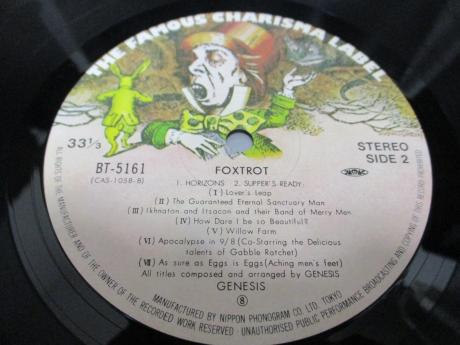 THE FAMOUS CHARISMA LABEL
33 1/3
STEREO
SIDE 2
BT-5161
(CAS-1058-B)
FOXTROT
1. HORIZONS 2. SUPPER'S READY:
(I) Lover's Leap
(II) The Guaranteed Eternal Sanctuary Man
(III) Ikhnaton and Itsacon and their Band of Merry Men
(IV) How Dare I be so Beautiful?
(V) Willow Farm
(VI) Apocalypse in 9/8 (Co-Starring the Delicious
talents of Gabble Ratchet)
(VII) As sure as Eggs is Eggs (Aching men's feet)
All titles composed and arranged by GENESIS
GENESIS
8
MANUFACTURED BY NIPPON PHONOGRAM CO. LTD. TOKYO
ALL RIGHTS OF THE MANUFACTURER AND OF THE OWNER OF THE RECORDED WORK RESERVED · UNAUTHORISED PUBLIC PERFORMANCE BROADCASTING AND COPYING OF THIS RECORD PROHIBITED